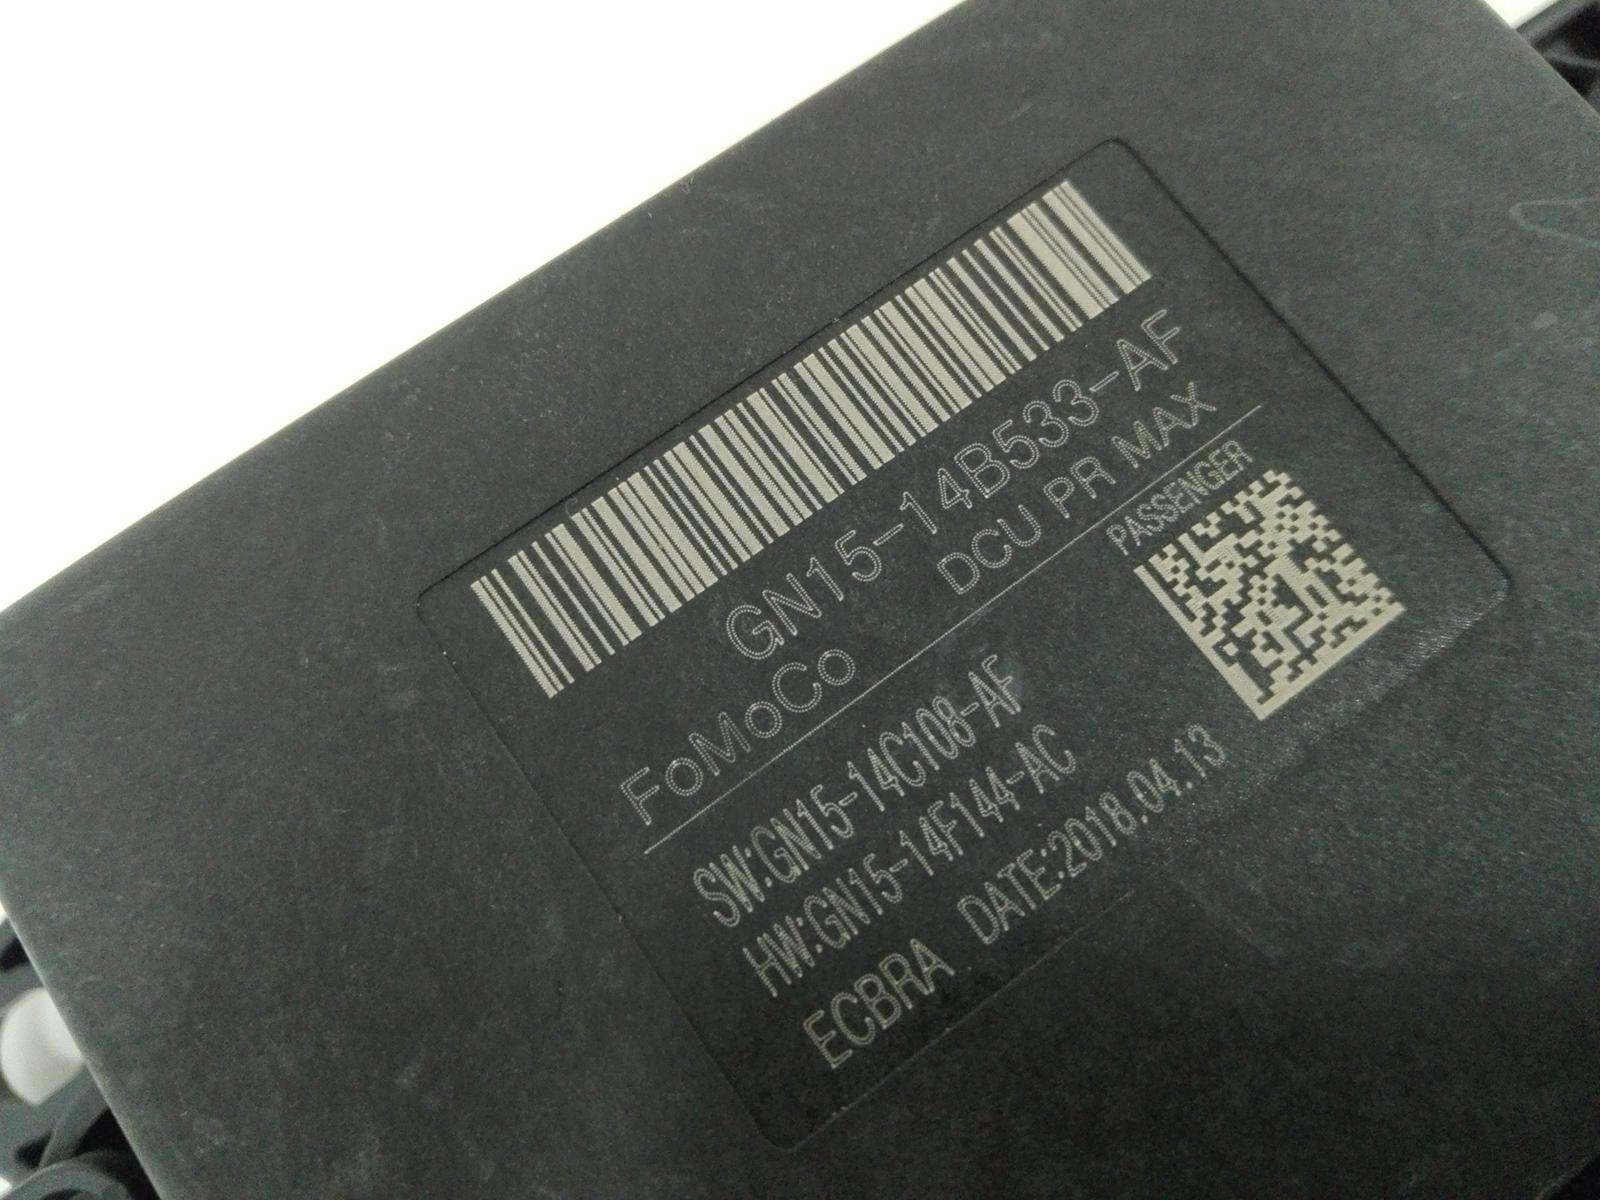 GN15-14B533-AF
FoMoCo DCU PR MAX
PASSENGER
SW:GN15-14C108-AF
HW:GN15-14F144-AC
ECBRA DATE:2018.04.13